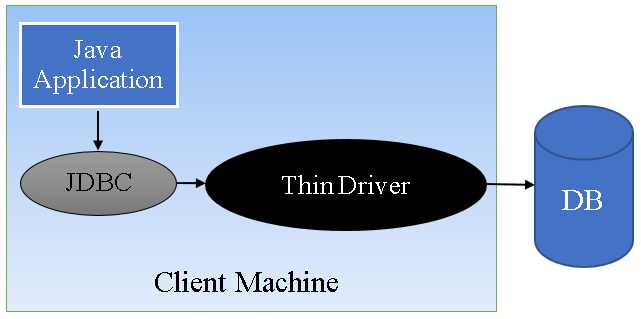 Java
Application
JDBC
Thin Driver
DB
Client Machine